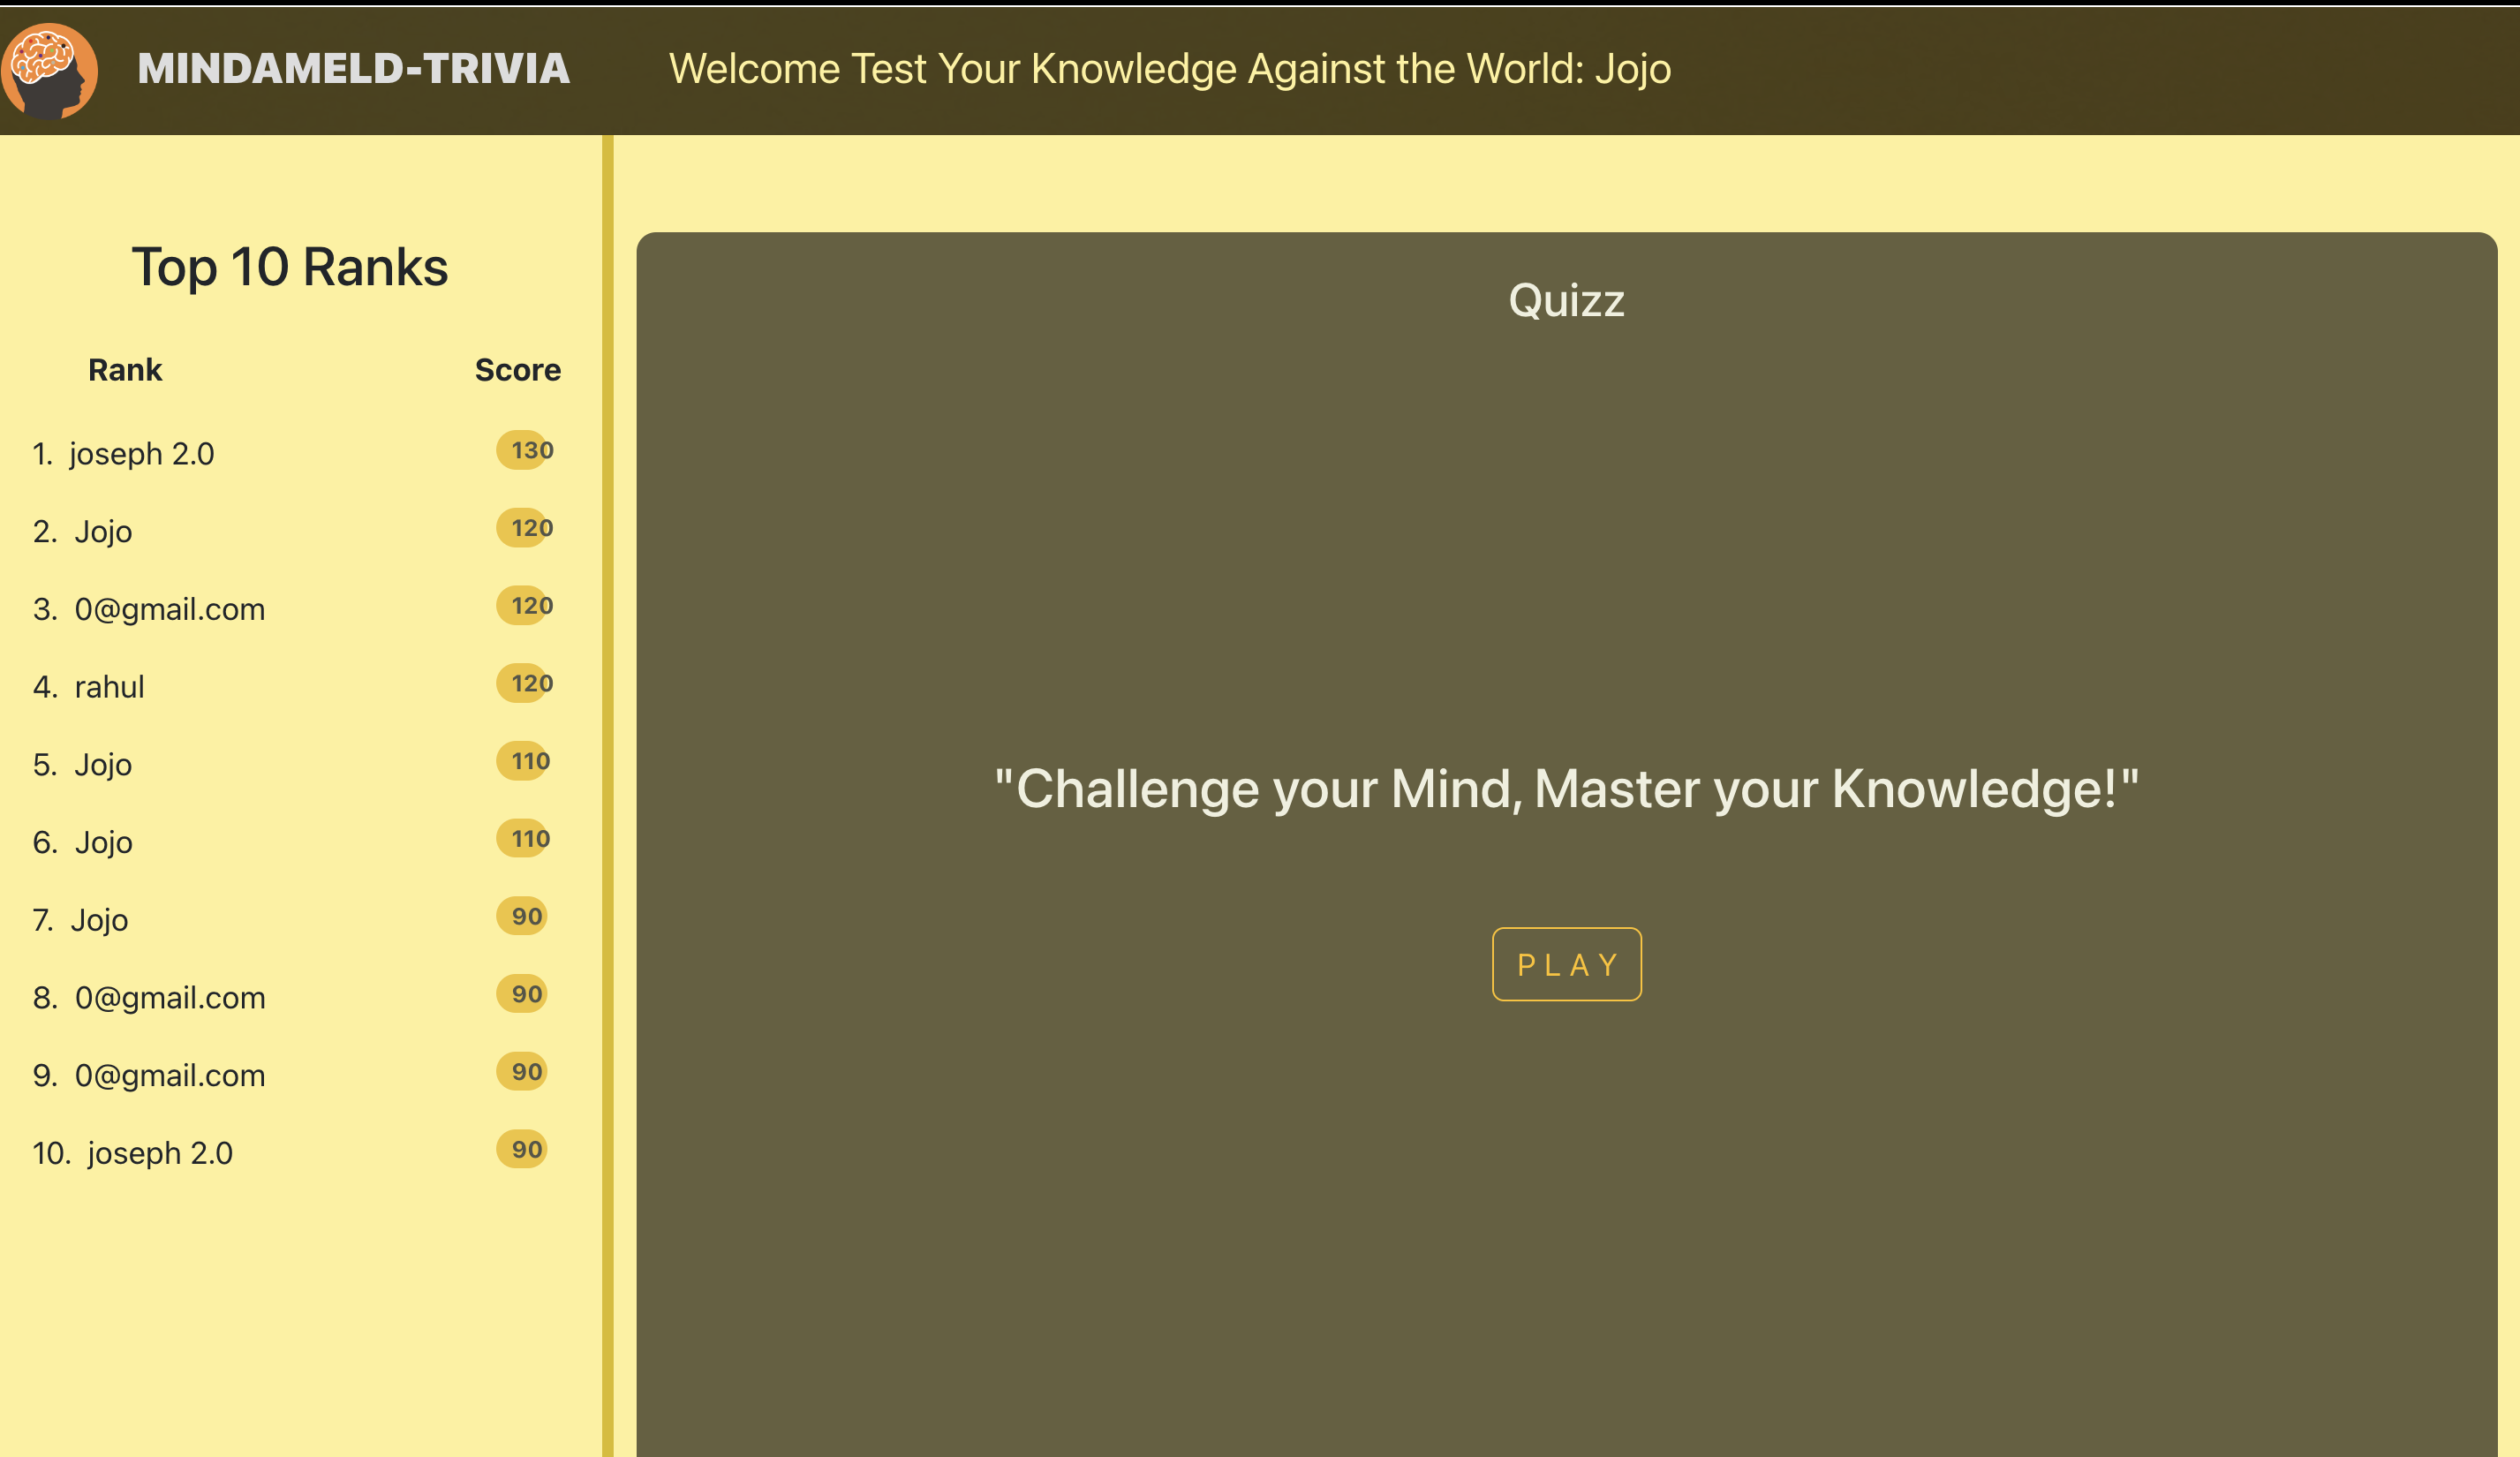 MINDAMELD-TRIVIA
Welcome Test Your Knowledge Against the World: Jojo
Top 10 Ranks
Rank Score
1. joseph 2.0 130
2. Jojo 120
3. 0@gmail.com 120
4. rahul 120
5. Jojo 110
6. Jojo 110
7. Jojo 90
8. 0@gmail.com 90
9. 0@gmail.com 90
10. joseph 2.0 90
Quizz
"Challenge your Mind, Master your Knowledge!"
PLAY